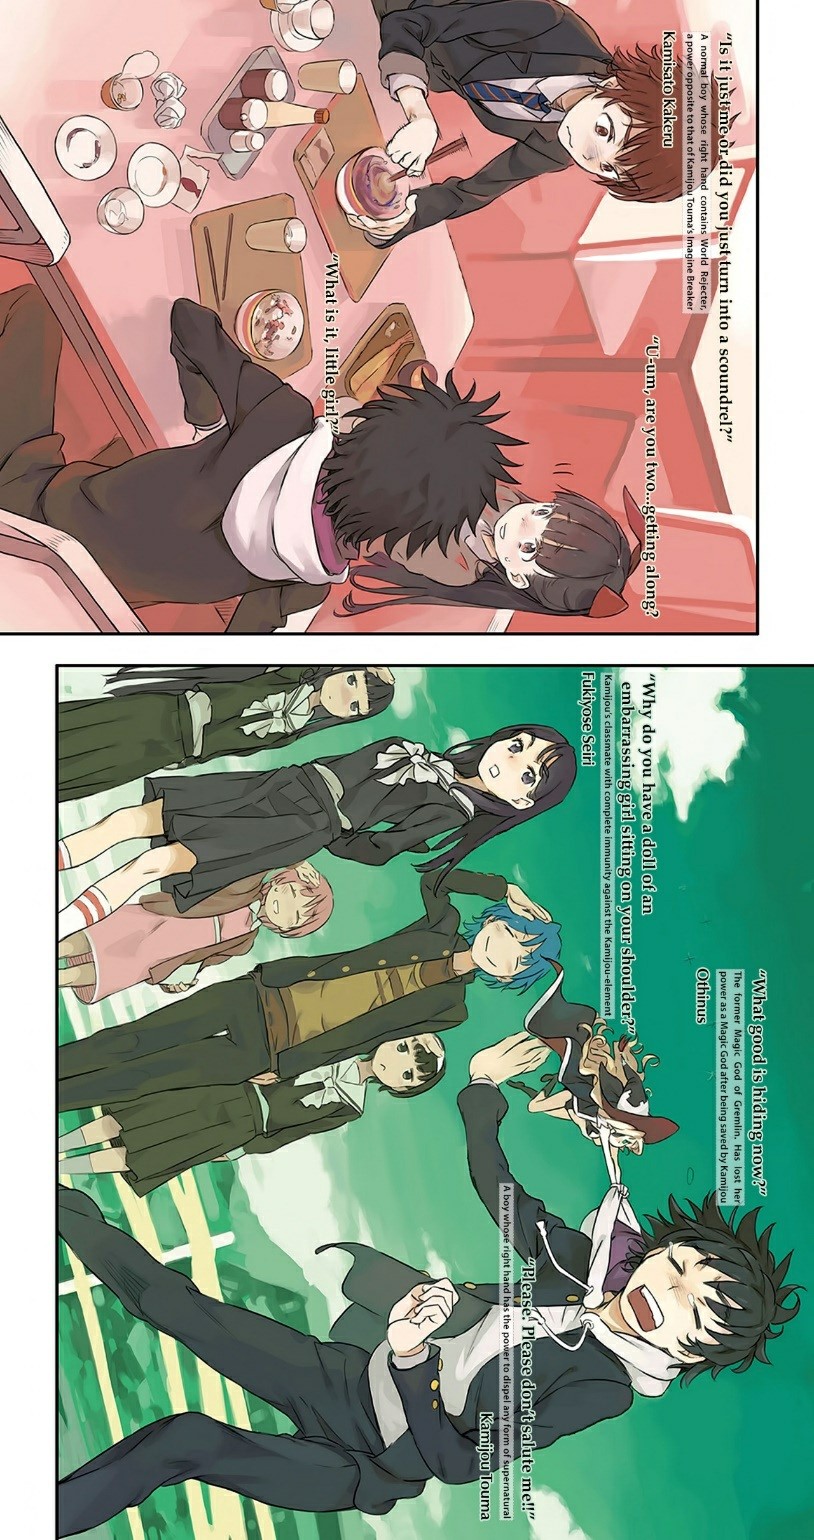 "Is it just me or did you just turn into a scoundrel?"
A normal boy whose right hand contains World Rejecter,
a power opposite to that of Kamijou Touma's Imagine Breaker
Kamisato Kakeru
"U-um, are you two...getting along?
"What is it, little girl?"
"What good is hiding now?"
The former Magic God of Gremlin. Has lost her
power as a Magic God after being saved by Kamijou
Othinus
"Why do you have a doll of an
embarrassing girl sitting on your shoulder?"
Kamijou's classmate with complete immunity against the Kamijou-element
Fukiyose Seiri
"Please! Please don't salute me!!"
A boy whose right hand has the power to dispel any form of supernatural
Kamijou Touma